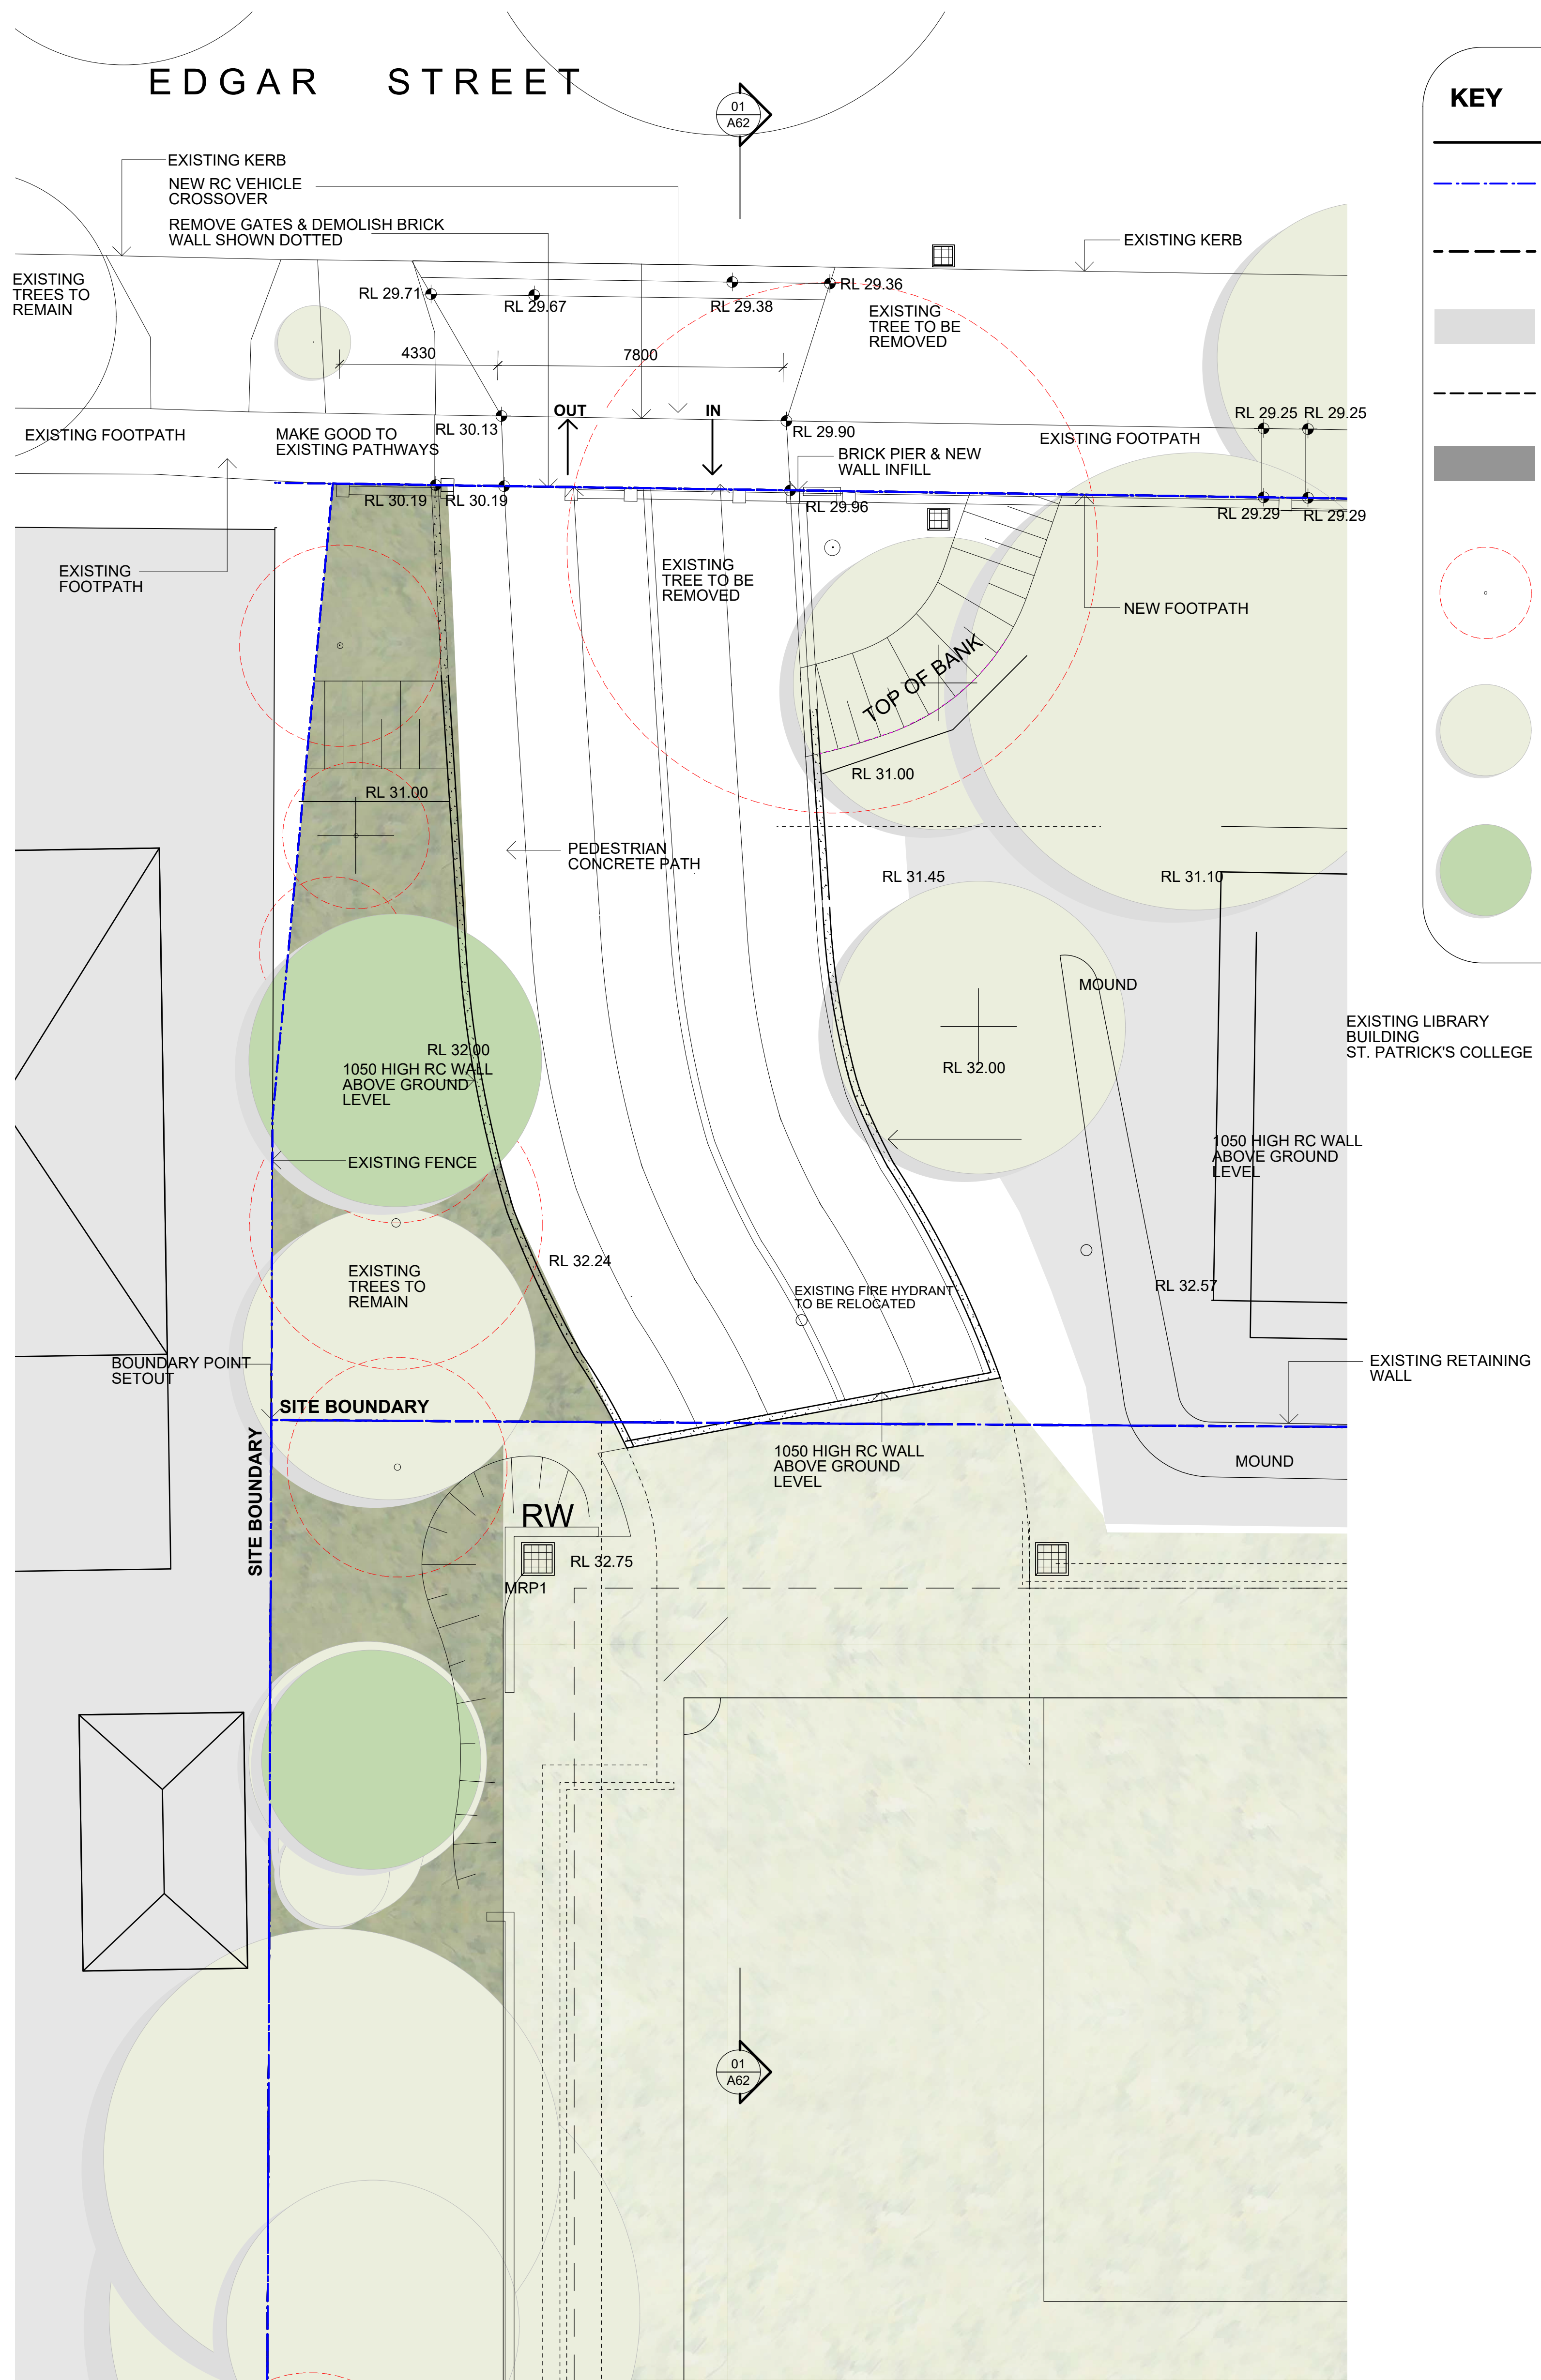 EDGAR STREET
01
A62
KEY
EXISTING KERB
NEW RC VEHICLE
CROSSOVER
REMOVE GATES & DEMOLISH BRICK
WALL SHOWN DOTTED
EXISTING KERB
EXISTING
TREES TO
REMAIN
RL 29.71
RL 29.67
RL 29.38
RL 29.36
EXISTING
TREE TO BE
REMOVED
4330
7800
OUT
IN
RL 30.13
RL 29.90
RL 29.25
RL 29.25
EXISTING FOOTPATH
MAKE GOOD TO
EXISTING PATHWAYS
EXISTING FOOTPATH
BRICK PIER & NEW
WALL INFILL
RL 30.19
RL 30.19
RL 29.96
RL 29.29
RL 29.29
EXISTING
FOOTPATH
EXISTING
TREE TO BE
REMOVED
NEW FOOTPATH
TOP OF BANK
RL 31.00
RL 31.00
PEDESTRIAN
CONCRETE PATH
RL 31.45
RL 31.10
MOUND
EXISTING LIBRARY
BUILDING
ST. PATRICK'S COLLEGE
RL 32.00
1050 HIGH RC WALL
ABOVE GROUND
LEVEL
RL 32.00
1050 HIGH RC WALL
ABOVE GROUND
LEVEL
EXISTING FENCE
RL 32.24
EXISTING
TREES TO
REMAIN
EXISTING FIRE HYDRANT
TO BE RELOCATED
RL 32.57
BOUNDARY POINT
SETOUT
EXISTING RETAINING
WALL
SITE BOUNDARY
SITE BOUNDARY
1050 HIGH RC WALL
ABOVE GROUND
LEVEL
MOUND
RW
RL 32.75
MRP1
01
A62